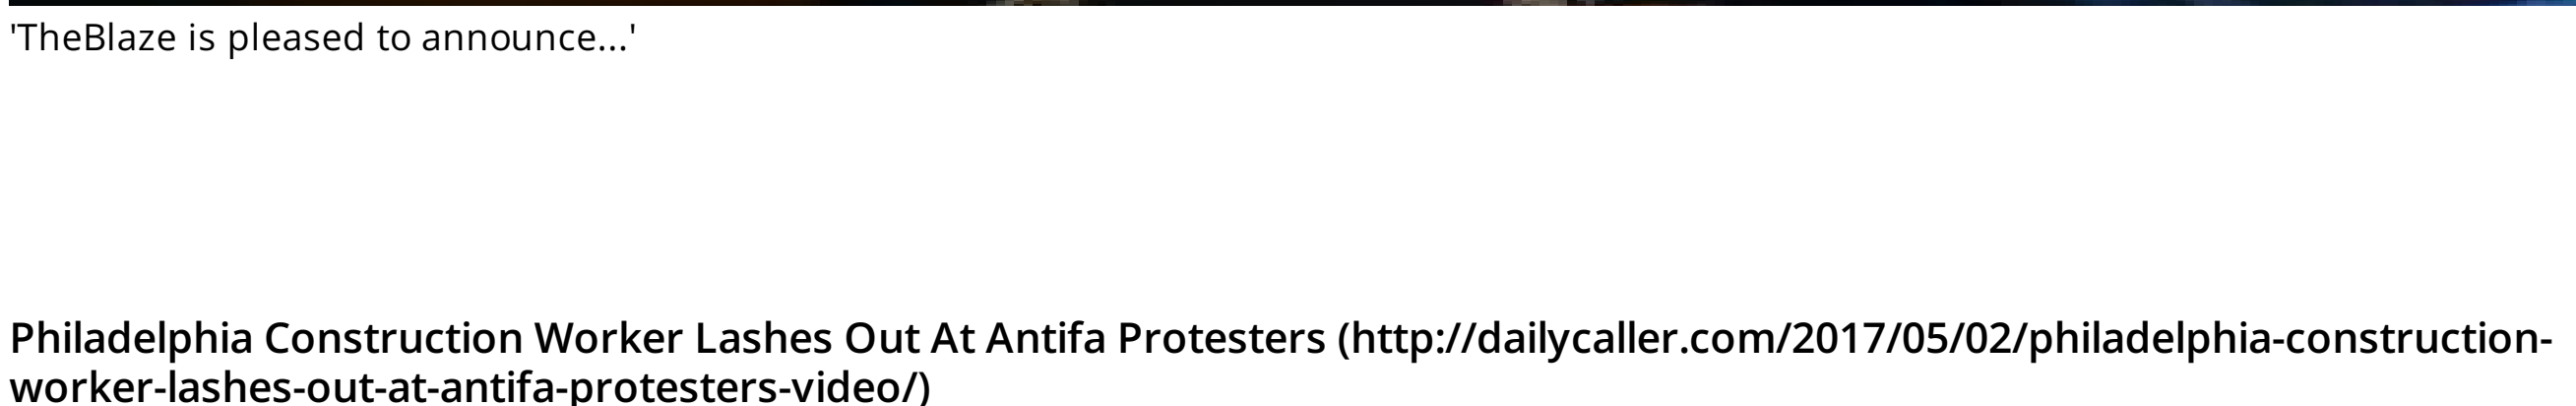 'TheBlaze is pleased to announce...'
Philadelphia Construction Worker Lashes Out At Antifa Protesters (http://dailycaller.com/2017/05/02/philadelphia-construction-
worker-lashes-out-at-antifa-protesters-video/)